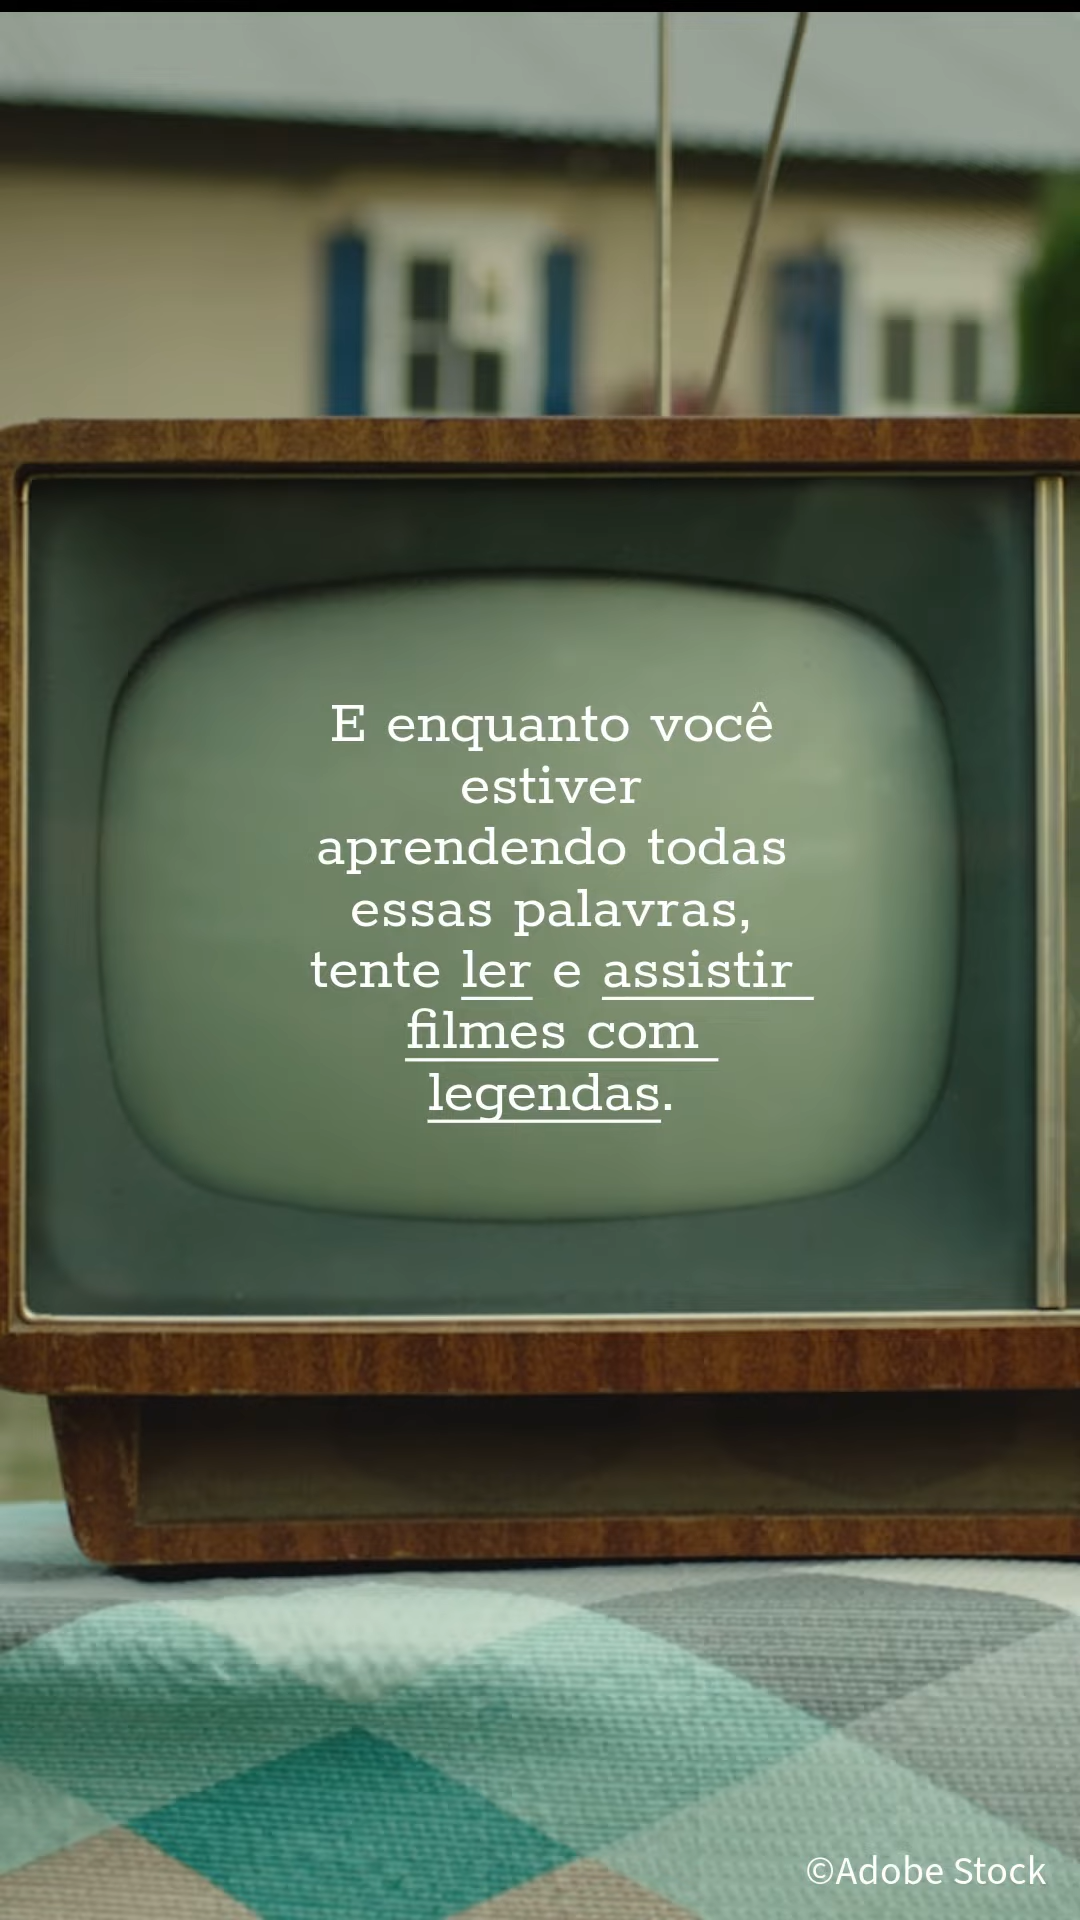 E enquanto você
estiver
aprendendo todas
essas palavras,
tente ler e assistir
filmes com
legendas.
©Adobe Stock